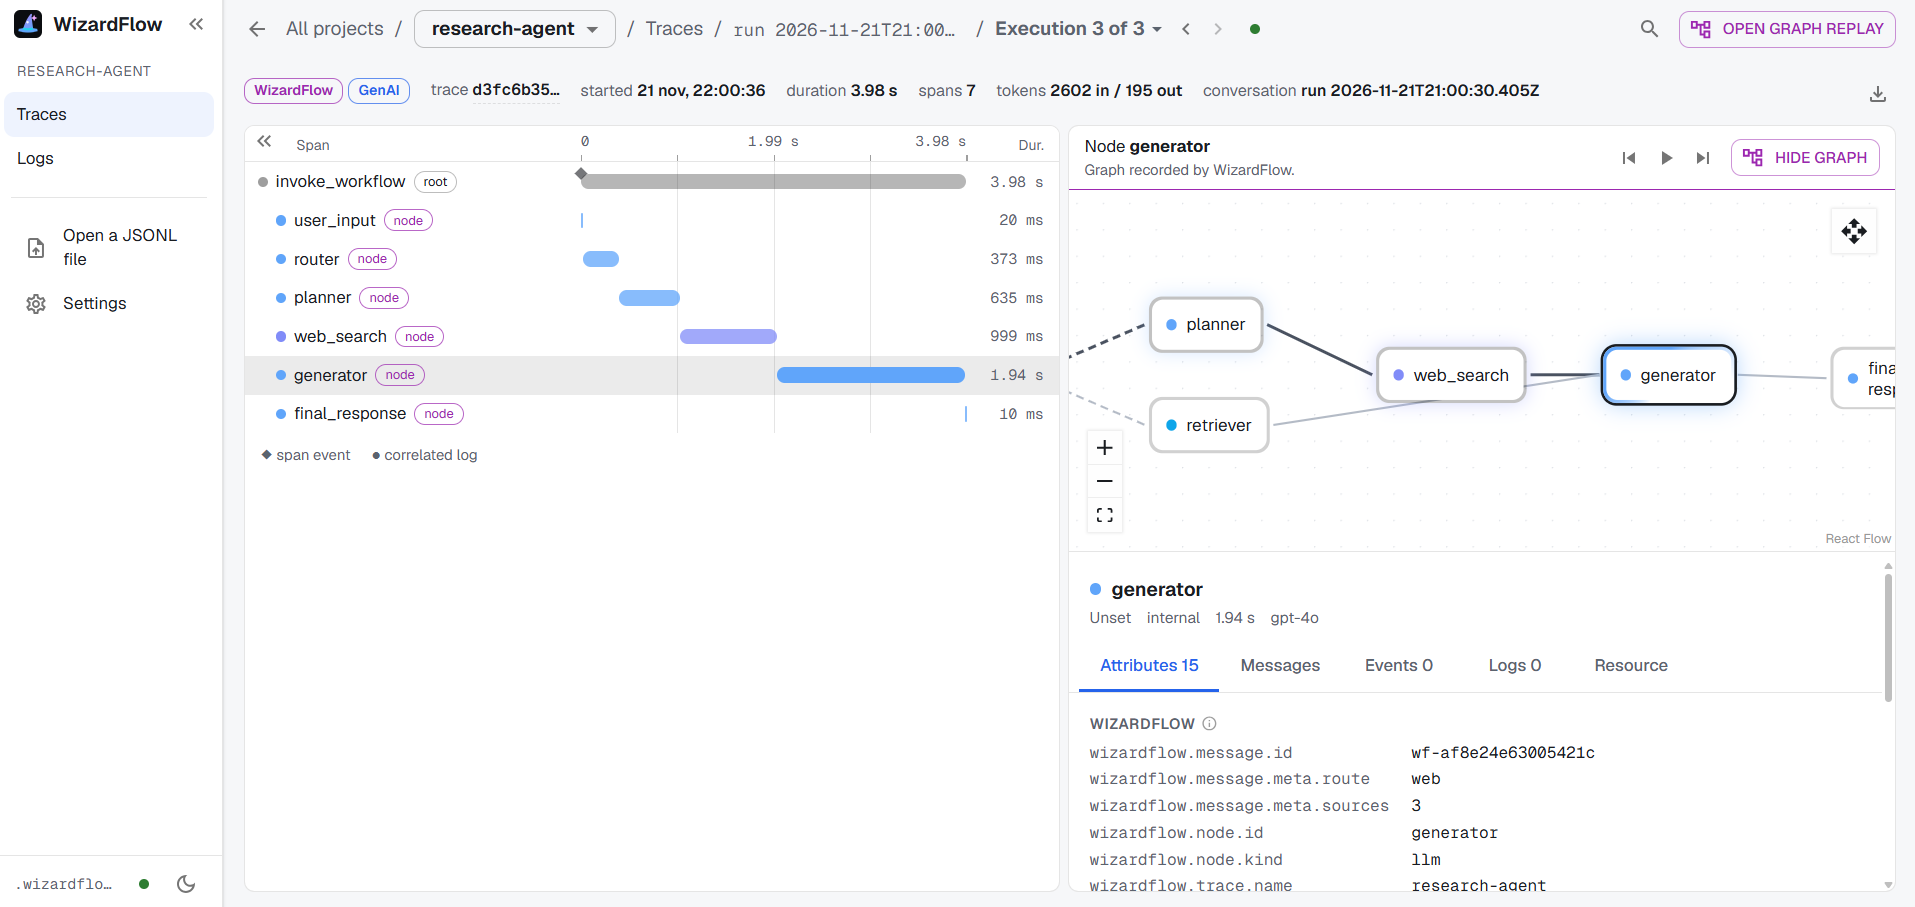 WizardFlow
RESEARCH-AGENT
Traces
Logs
Open a JSONL
file
Settings
.wizardflo…
All projects / research-agent / Traces / run 2026-11-21T21:00… / Execution 3 of 3
OPEN GRAPH REPLAY
WizardFlow GenAI trace d3fc6b35… started 21 nov, 22:00:36 duration 3.98 s spans 7 tokens 2602 in / 195 out conversation run 2026-11-21T21:00:30.405Z
Span 0 1.99 s 3.98 s Dur.
invoke_workflow root 3.98 s
user_input node 20 ms
router node 373 ms
planner node 635 ms
web_search node 999 ms
generator node 1.94 s
final_response node 10 ms
span event correlated log
Node generator
Graph recorded by WizardFlow.
HIDE GRAPH
planner
web_search
generator
fina
resp
retriever
React Flow
generator
Unset internal 1.94 s gpt-4o
Attributes 15 Messages Events 0 Logs 0 Resource
WIZARDFLOW
wizardflow.message.id wf-af8e24e63005421c
wizardflow.message.meta.route web
wizardflow.message.meta.sources 3
wizardflow.node.id generator
wizardflow.node.kind llm
wizardflow.trace.name research-agent